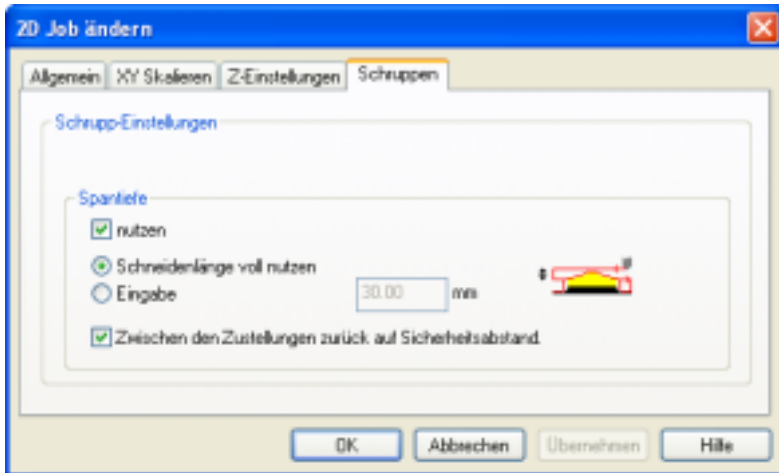 2D Job ändern
Allgemein XY Skalieren Z-Einstellungen Schruppen
Schrupp-Einstellungen
Spantiefe
nutzen
Schneidenlänge voll nutzen
Eingabe 30.00 mm
Zwischen den Zustellungen zurück auf Sicherheitsabstand.
OK Abbrechen Übernehmen Hilfe